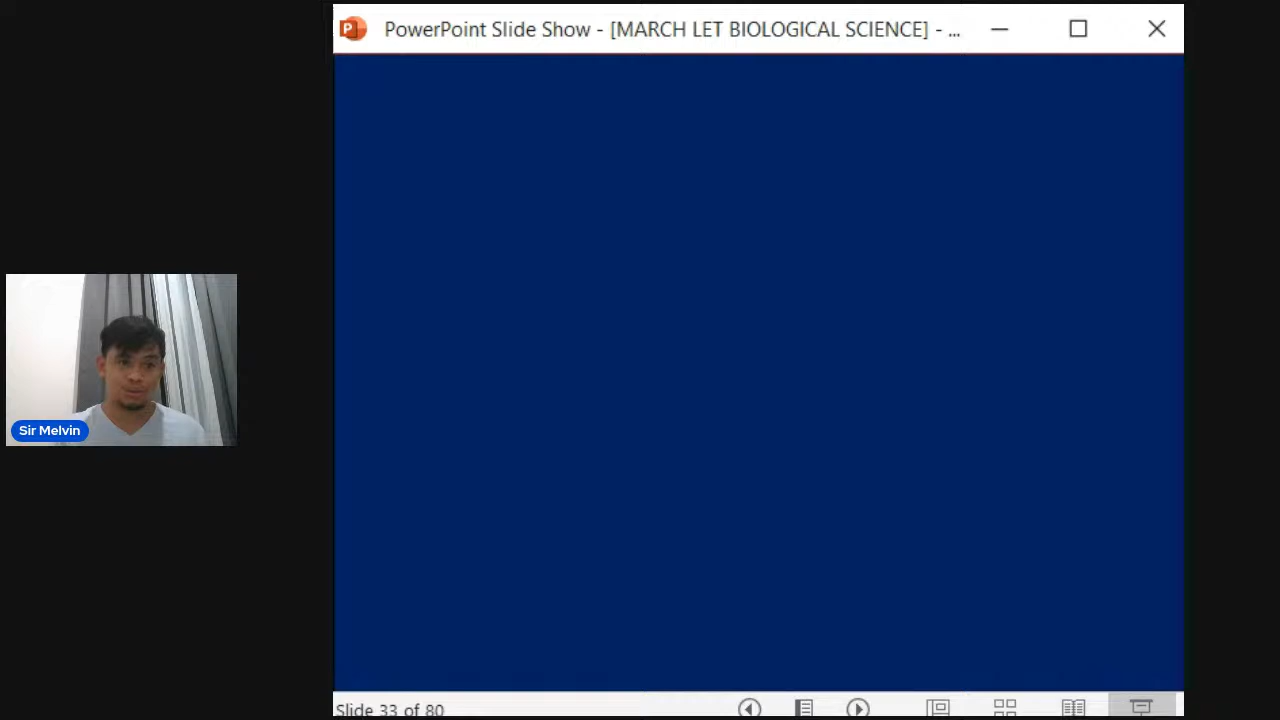 PowerPoint Slide Show - [MARCH LET BIOLOGICAL SCIENCE] - ...
Sir Melvin
Slide 33 of 80